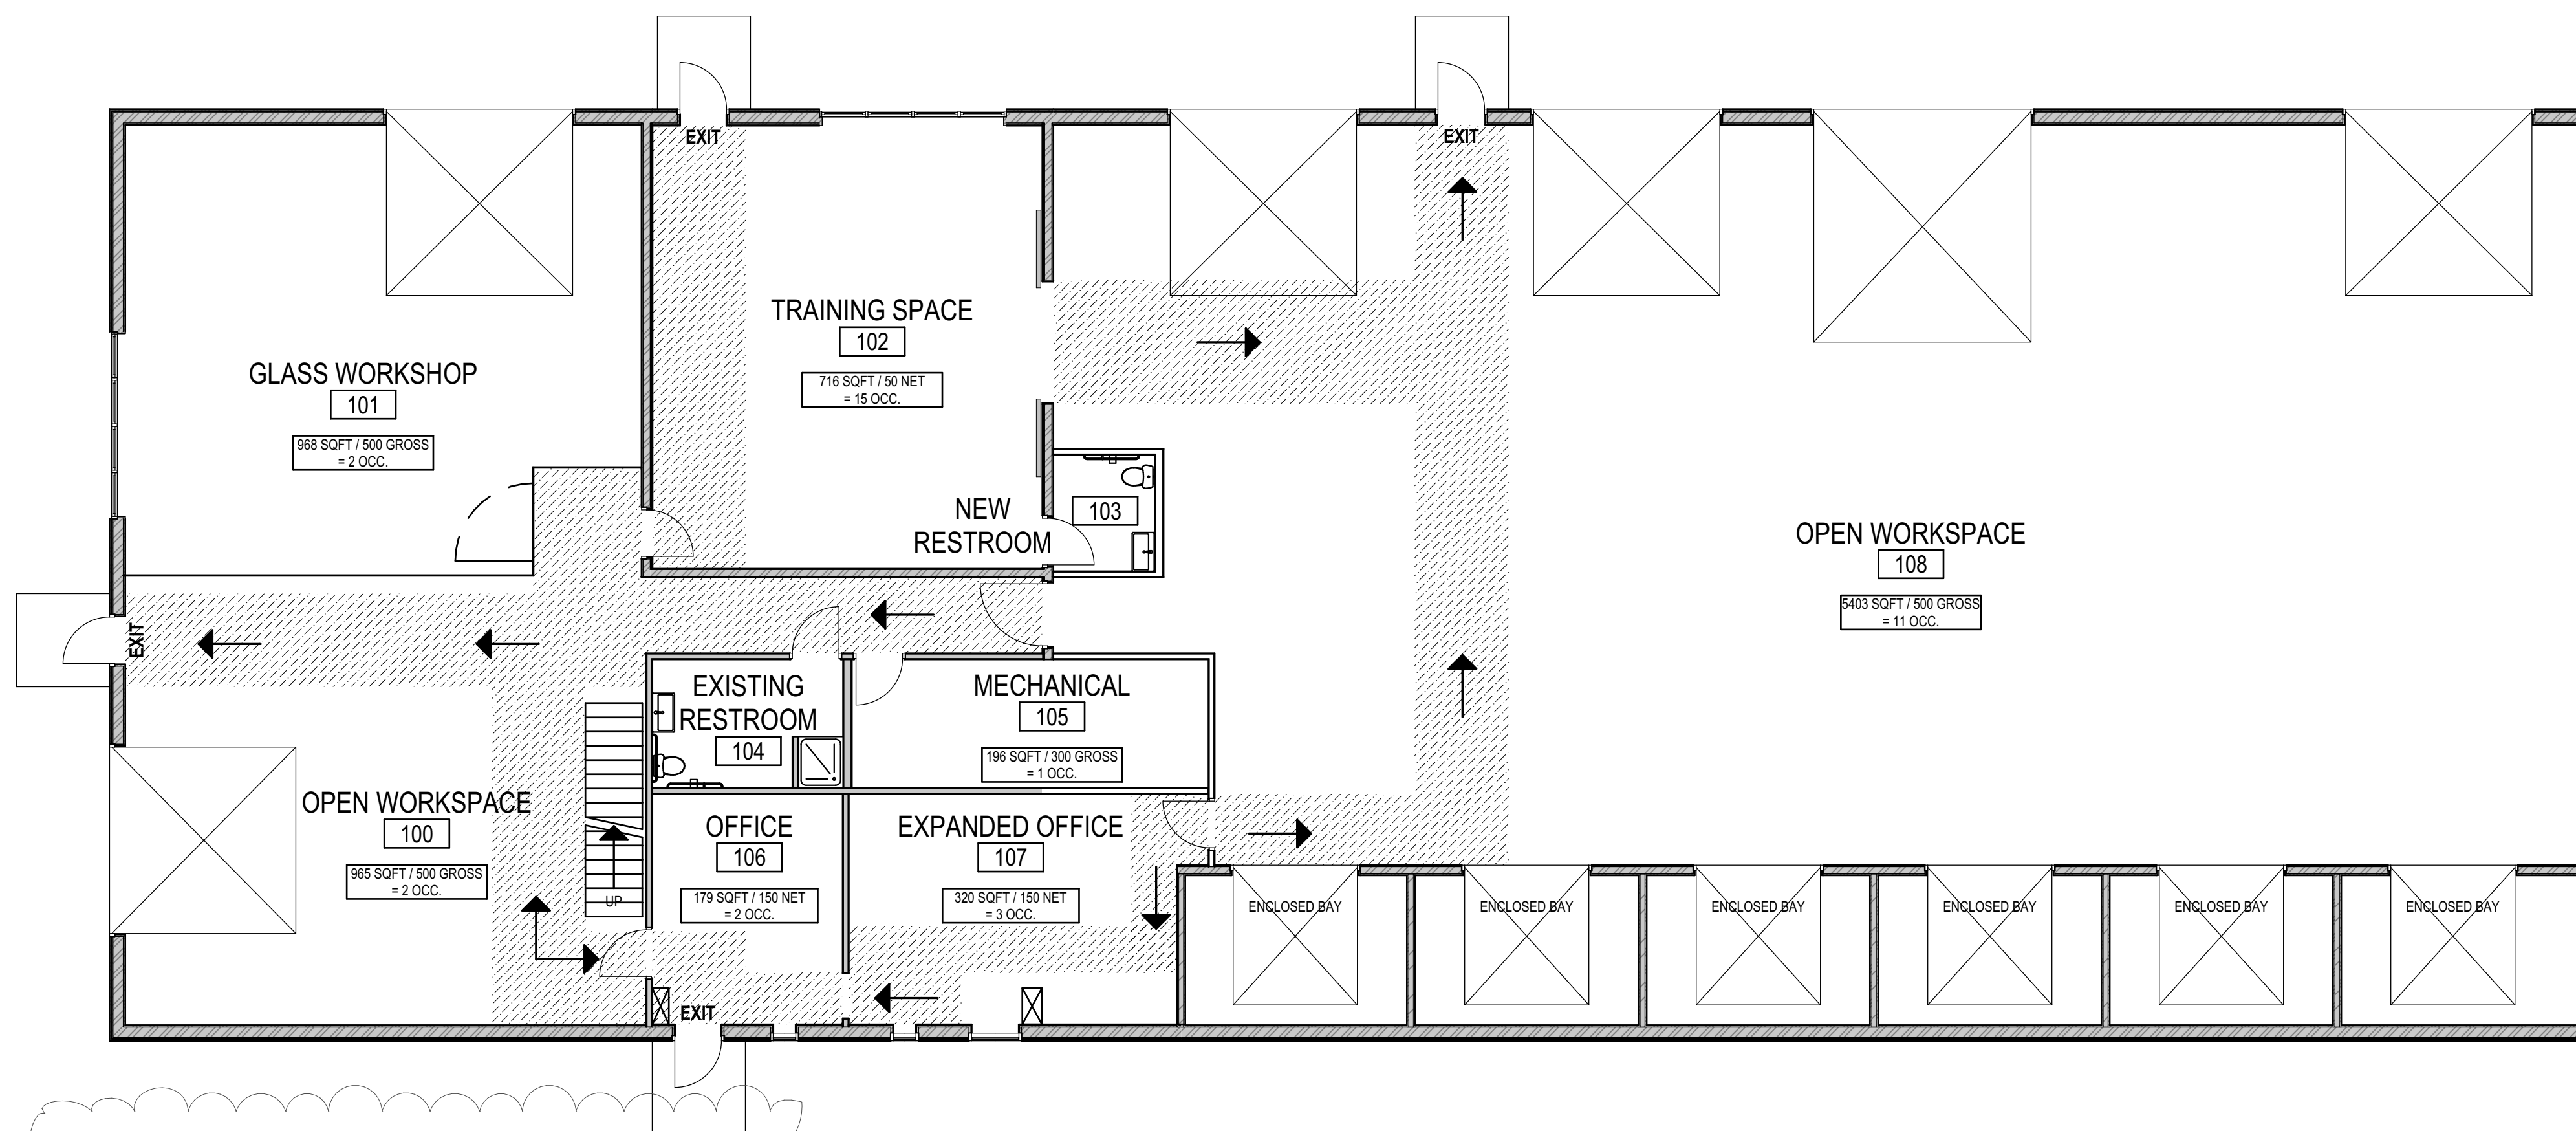 EXIT
EXIT
GLASS WORKSHOP
101
968 SQFT / 500 GROSS
= 2 OCC.
TRAINING SPACE
102
716 SQFT / 50 NET
= 15 OCC.
NEW
RESTROOM
103
OPEN WORKSPACE
108
5403 SQFT / 500 GROSS
= 11 OCC.
EXIT
EXISTING
RESTROOM
104
MECHANICAL
105
196 SQFT / 300 GROSS
= 1 OCC.
OPEN WORKSPACE
100
965 SQFT / 500 GROSS
= 2 OCC.
UP
OFFICE
106
179 SQFT / 150 NET
= 2 OCC.
EXPANDED OFFICE
107
320 SQFT / 150 NET
= 3 OCC.
EXIT
ENCLOSED BAY
ENCLOSED BAY
ENCLOSED BAY
ENCLOSED BAY
ENCLOSED BAY
ENCLOSED BAY